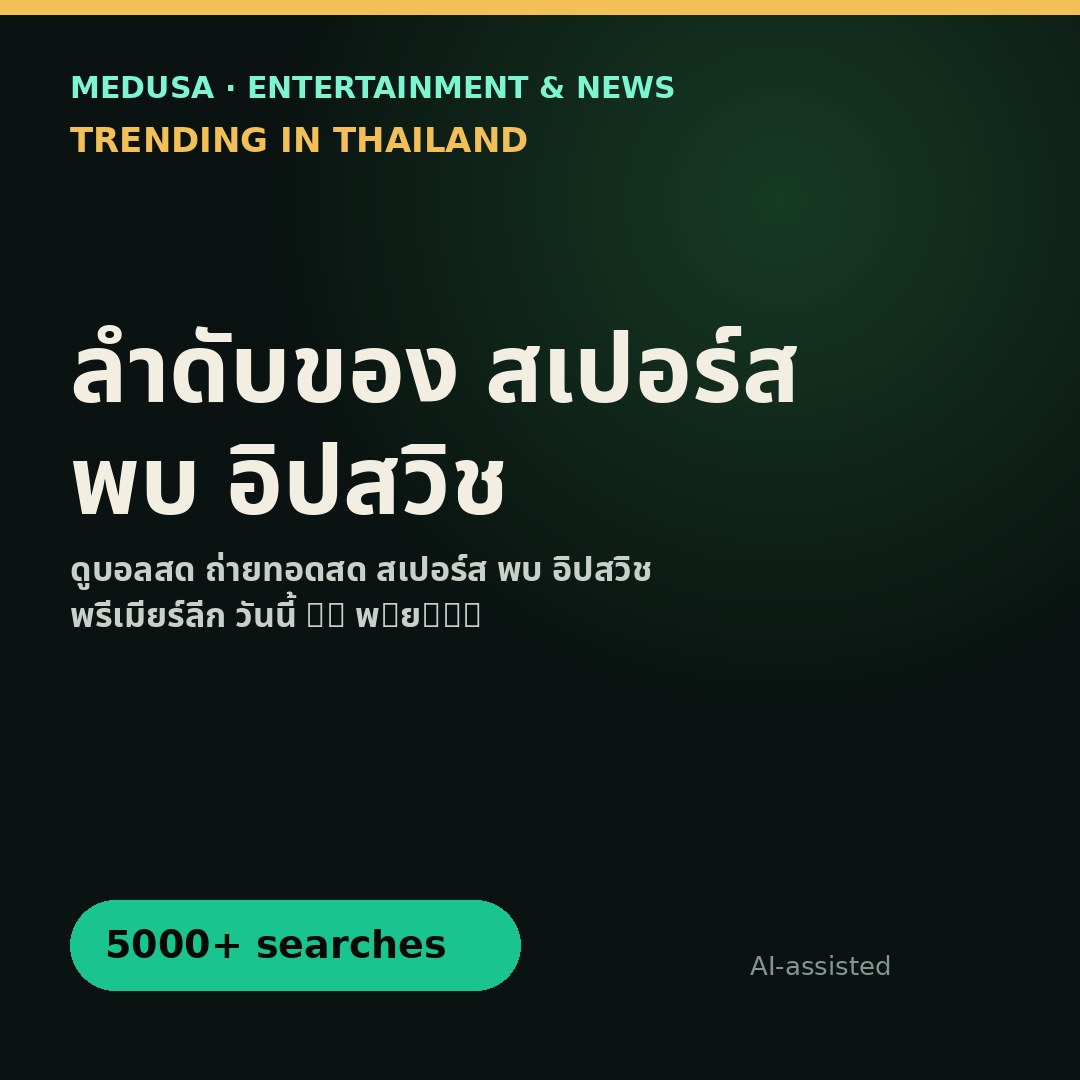 MEDUSA · ENTERTAINMENT & NEWS
TRENDING IN THAILAND
ลำดับของ สเปอร์ส
พบ อิปสวิช
ดูบอลสด ถ่ายทอดสด สเปอร์ส พบ อิปสวิช
พรีเมียร์ลีก วันนี้
5000+ searches
AI-assisted